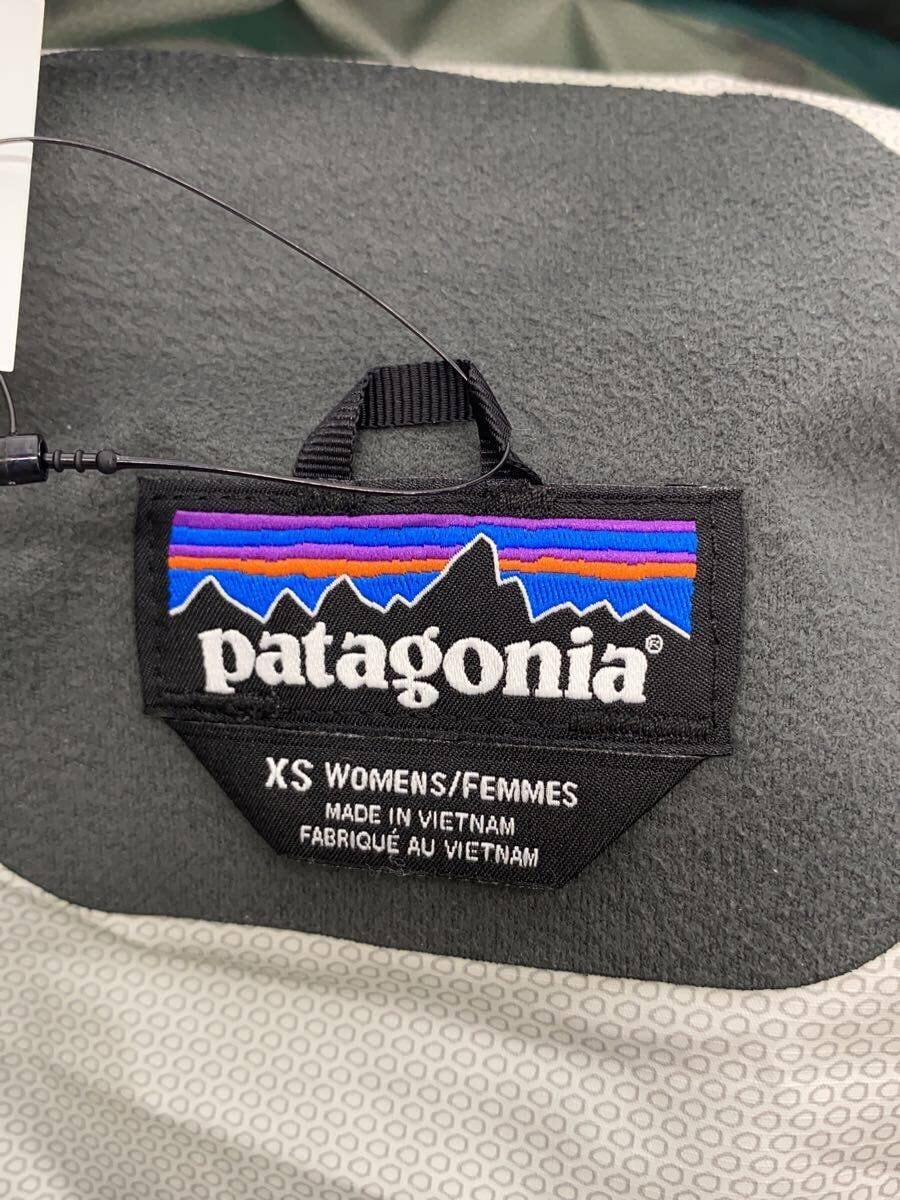 patagonia®
XS WOMENS/FEMMES
MADE IN VIETNAM
FABRIQUÉ AU VIETNAM